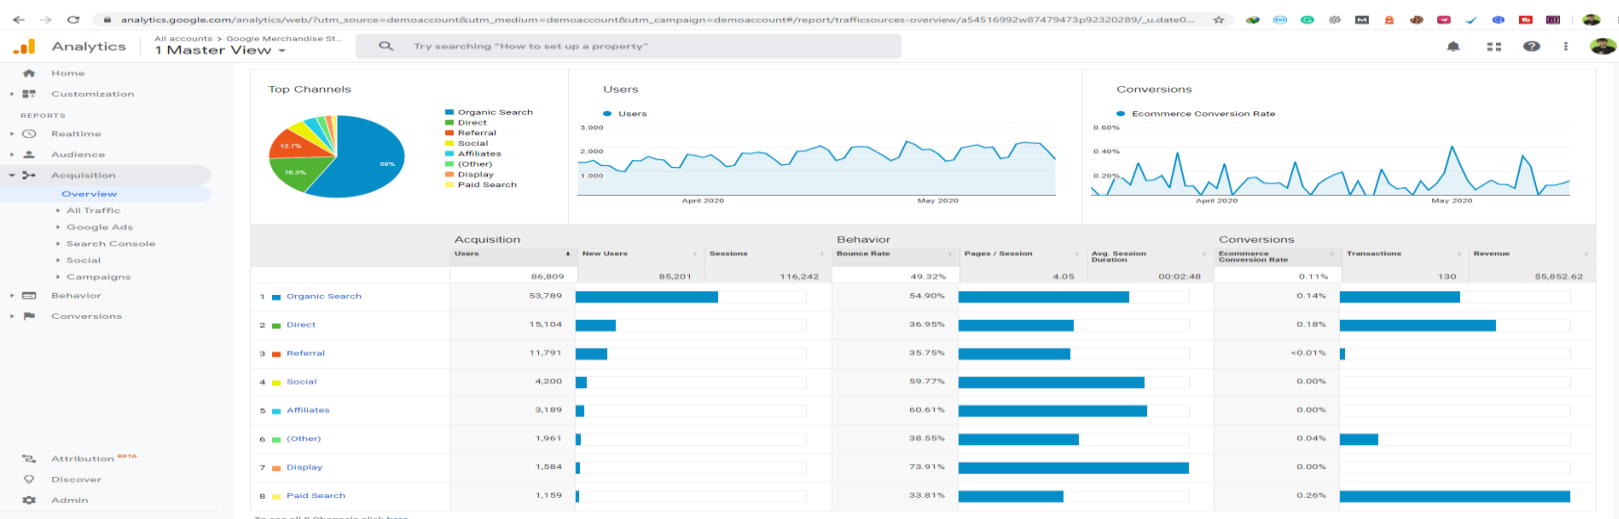 analytics.google.com/analytics/web/?utm_source=demoaccount&utm_medium=demoaccount&utm_campaign=demoaccount#/report/trafficsources-overview/a54516992w87479473p92320289/_u.date0...
Analytics
All accounts > Google Merchandise St...
1 Master View
Try searching "How to set up a property"
Home
Customization
REPORTS
Realtime
Audience
Acquisition
Overview
All Traffic
Google Ads
Search Console
Social
Campaigns
Behavior
Conversions
Attribution BETA
Discover
Admin
Top Channels
Organic Search
Direct
Referral
Social
Affiliates
(Other)
Display
Paid Search
12.7%
16.3%
58%
Users
Users
3,000
2,000
1,000
April 2020
May 2020
Conversions
Ecommerce Conversion Rate
0.60%
0.40%
0.20%
April 2020
May 2020
Acquisition Behavior Conversions
Users New Users Sessions Bounce Rate Pages / Session Avg. Session Duration Ecommerce Conversion Rate Transactions Revenue
86,809 85,201 116,242 49.32% 4.05 00:02:48 0.11% 130 $5,852.62
1 Organic Search 53,789 54.90% 0.14%
2 Direct 15,104 36.95% 0.18%
3 Referral 11,791 35.75% <0.01%
4 Social 4,200 59.77% 0.00%
5 Affiliates 3,189 60.61% 0.00%
6 (Other) 1,961 38.55% 0.04%
7 Display 1,584 73.91% 0.00%
8 Paid Search 1,159 33.81% 0.26%